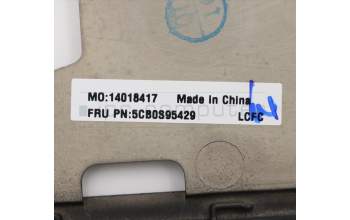 MO:14018417 Made in China
FRU PN:5CB0S95429 LCFC